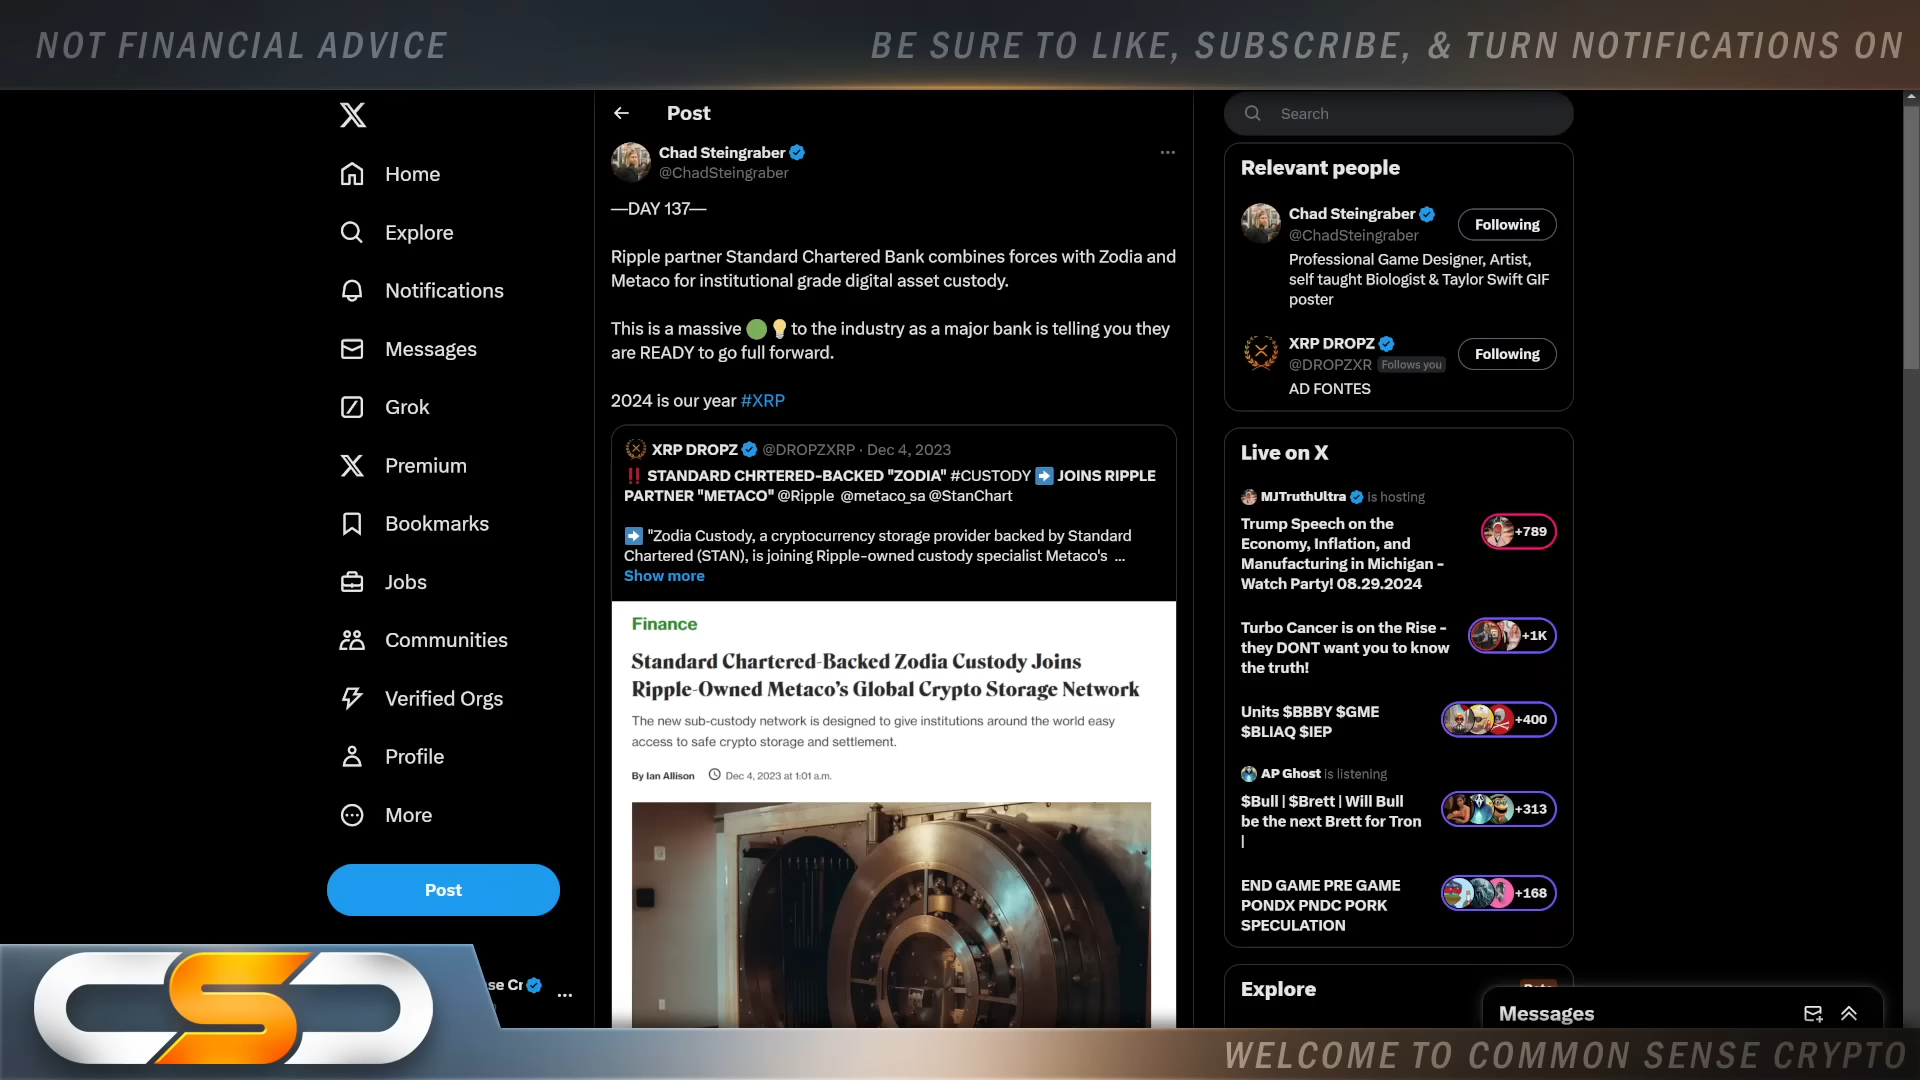 NOT FINANCIAL ADVICE
BE SURE TO LIKE, SUBSCRIBE, & TURN NOTIFICATIONS ON
Home
Explore
Notifications
Messages
Grok
Premium
Bookmarks
Jobs
Communities
Verified Orgs
Profile
More
Post
se Cr
Post
Chad Steingraber
@ChadSteingraber
—DAY 137—
Ripple partner Standard Chartered Bank combines forces with Zodia and
Metaco for institutional grade digital asset custody.
This is a massive 🟢💡 to the industry as a major bank is telling you they
are READY to go full forward.
2024 is our year #XRP
XRP DROPZ @DROPZXRP · Dec 4, 2023
‼️ STANDARD CHRTERED-BACKED "ZODIA" #CUSTODY ➡️ JOINS RIPPLE
PARTNER "METACO" @Ripple @metaco_sa @StanChart
➡️ "Zodia Custody, a cryptocurrency storage provider backed by Standard
Chartered (STAN), is joining Ripple-owned custody specialist Metaco's ...
Show more
Finance
Standard Chartered-Backed Zodia Custody Joins
Ripple-Owned Metaco's Global Crypto Storage Network
The new sub-custody network is designed to give institutions around the world easy
access to safe crypto storage and settlement.
By Ian Allison Dec 4, 2023 at 1:01 a.m.
Search
Relevant people
Chad Steingraber
@ChadSteingraber
Following
Professional Game Designer, Artist,
self taught Biologist & Taylor Swift GIF
poster
XRP DROPZ
@DROPZXR Follows you
Following
AD FONTES
Live on X
MJTruthUltra is hosting
Trump Speech on the
Economy, Inflation, and
Manufacturing in Michigan -
Watch Party! 08.29.2024
+789
Turbo Cancer is on the Rise -
they DONT want you to know
the truth!
+1K
Units $BBBY $GME
$BLIAQ $IEP
+400
AP Ghost is listening
$Bull | $Brett | Will Bull
be the next Brett for Tron
|
+313
END GAME PRE GAME
PONDX PNDC PORK
SPECULATION
+168
Explore
Messages
CSC
WELCOME TO COMMON SENSE CRYPTO